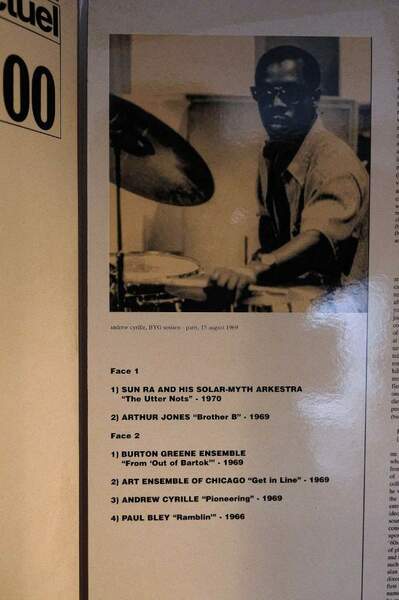 ctuel
00
andrew cyrille, BYG session - paris, 15 august 1969
Face 1
1) SUN RA AND HIS SOLAR-MYTH ARKESTRA
"The Utter Nots" - 1970
2) ARTHUR JONES "Brother B" - 1969
Face 2
1) BURTON GREENE ENSEMBLE
"From 'Out of Bartok'" - 1969
2) ART ENSEMBLE OF CHICAGO "Get in Line" - 1969
3) ANDREW CYRILLE "Pioneering" - 1969
4) PAUL BLEY "Ramblin'" - 1966